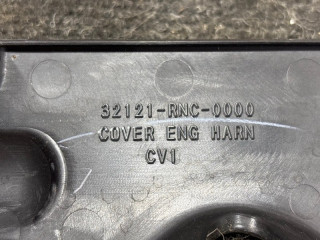 32121-RNC-0000
COVER ENG HARN
CV1